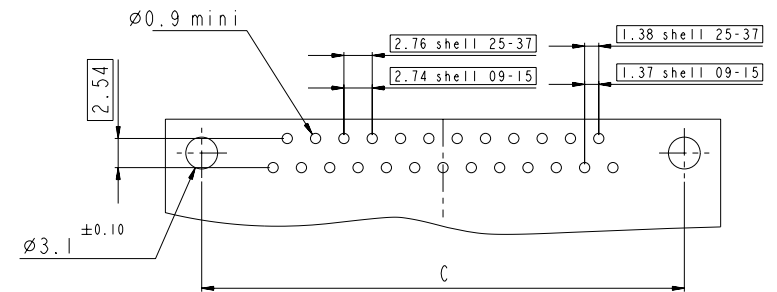 Ø0.9 mini
2.76 shell 25-37
1.38 shell 25-37
2.74 shell 09-15
1.37 shell 09-15
2.54
Ø3.1 ±0.10
C